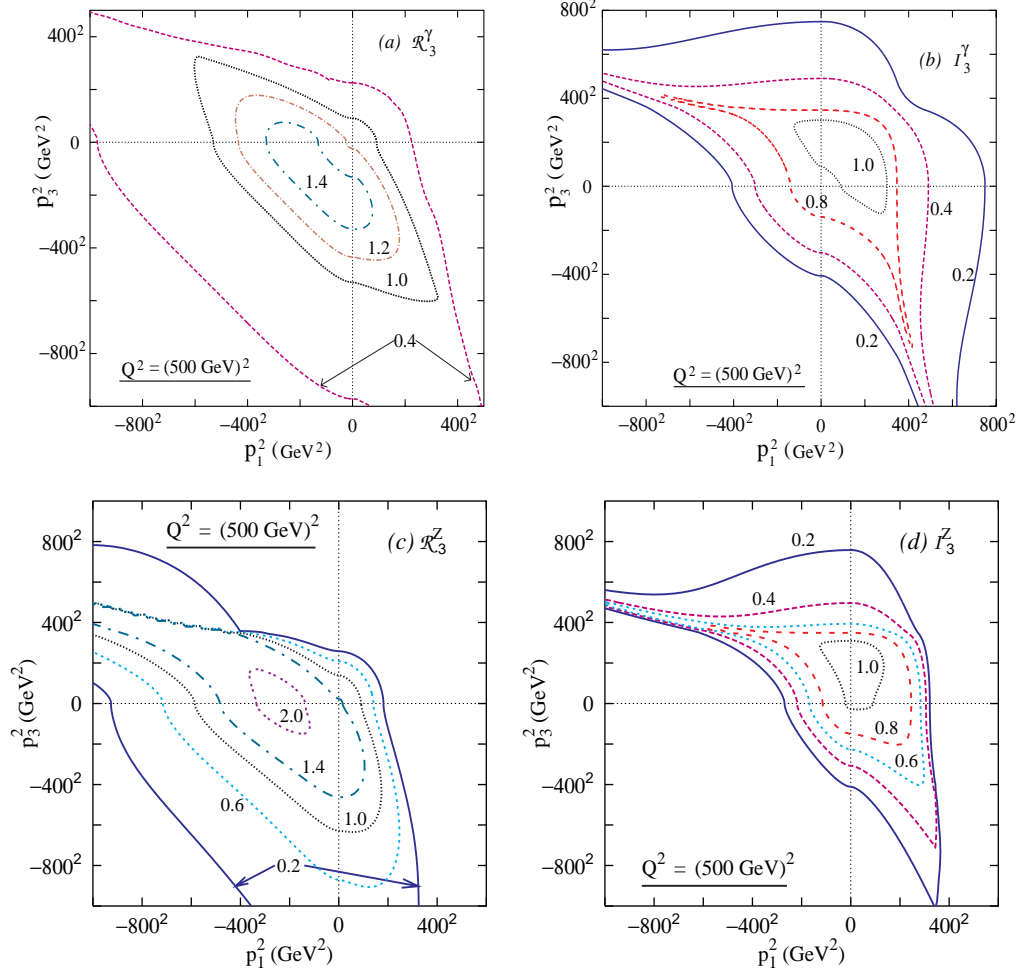 (a) ℛ₃^γ
400²
0
−400²
−800²
p₃² (GeV²)
1.4
1.2
1.0
0.4
Q² = (500 GeV)²
−800² −400² 0 400²
p₁² (GeV²)
(b) I₃^γ
800²
400²
0
−400²
−800²
p₃² (GeV²)
1.0
0.8
0.4
0.2
0.2
Q² = (500 GeV)²
−800² −400² 0 400² 800²
p₁² (GeV²)
Q² = (500 GeV)²
(c) ℛ₃^Z
800²
400²
0
−400²
−800²
p₃² (GeV²)
2.0
1.4
1.0
0.6
0.2
−800² −400² 0 400²
p₁² (GeV²)
(d) I₃^Z
800²
400²
0
−400²
−800²
p₃² (GeV²)
0.2
0.4
1.0
0.8
0.6
Q² = (500 GeV)²
−800² −400² 0 400²
p₁² (GeV²)